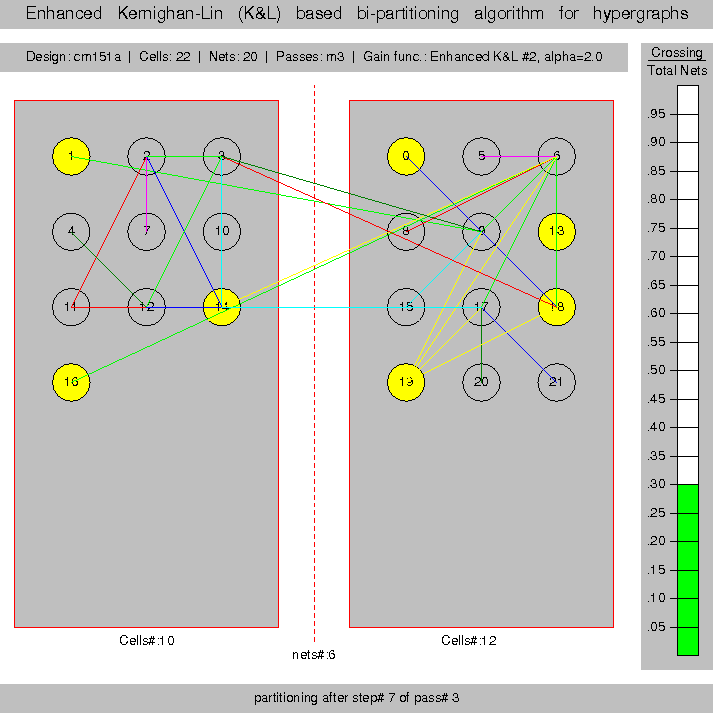 Enhanced Kernighan-Lin (K&L) based bi-partitioning algorithm for hypergraphs
Design: cm151a | Cells: 22 | Nets: 20 | Passes: m3 | Gain func.: Enhanced K&L #2, alpha=2.0
Crossing
Total Nets
.95
.90
.85
.80
.75
.70
.65
.60
.55
.50
.45
.40
.35
.30
.25
.20
.15
.10
.05
1 2 3 0 5 6
4 7 10 8 9 13
11 12 14 15 17 18
16 19 20 21
Cells#:10 Cells#:12
nets#:6
partitioning after step# 7 of pass# 3